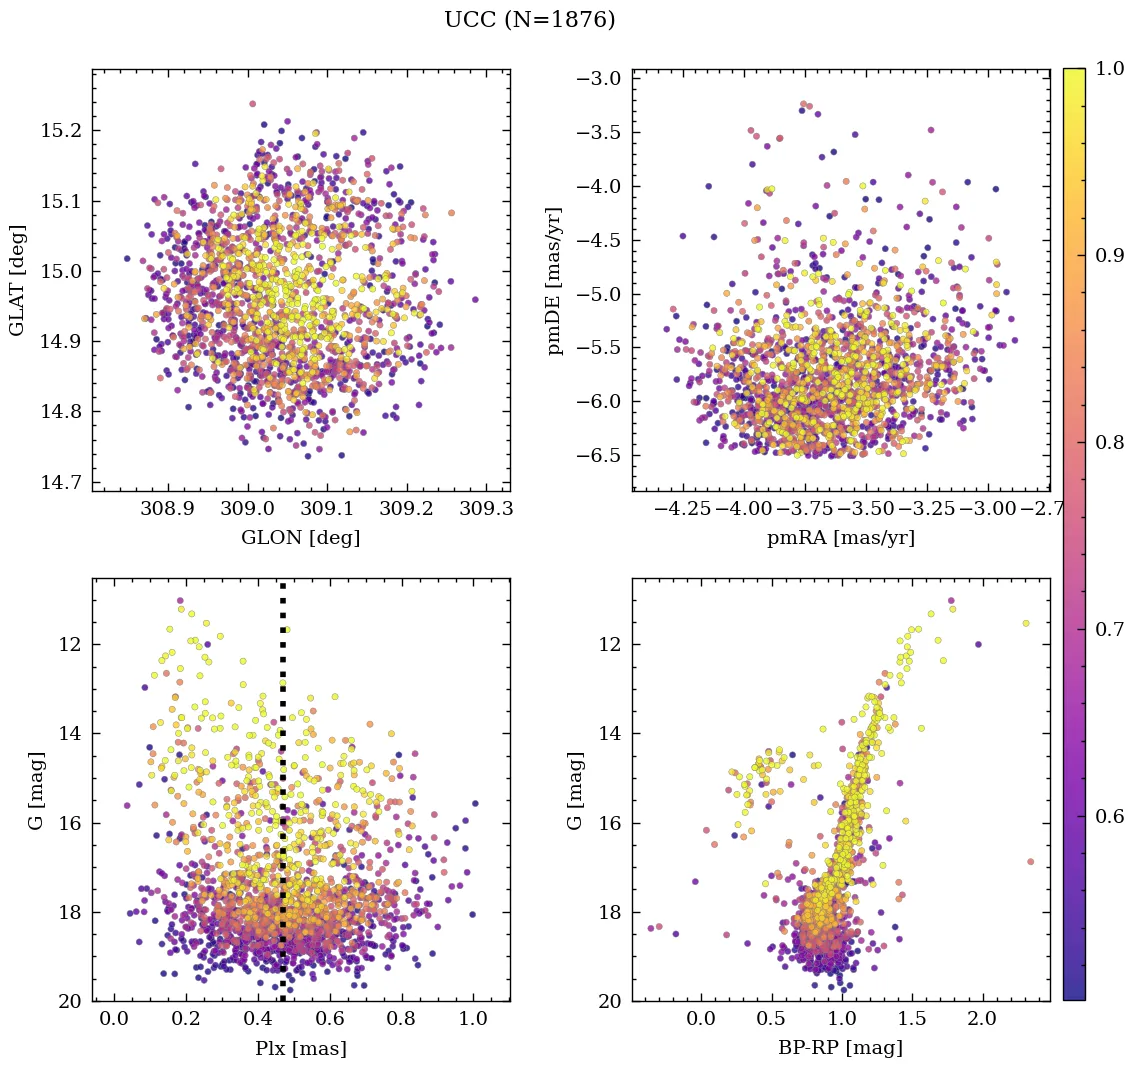 UCC (N=1876)
15.2
15.1
15.0
14.9
14.8
14.7
GLAT [deg]
308.9 309.0 309.1 309.2 309.3
GLON [deg]
−3.0
−3.5
−4.0
−4.5
−5.0
−5.5
−6.0
−6.5
pmDE [mas/yr]
−4.25 −4.00 −3.75 −3.50 −3.25 −3.00 −2.7
pmRA [mas/yr]
1.0
0.9
0.8
0.7
0.6
12
14
16
18
20
G [mag]
0.0 0.2 0.4 0.6 0.8 1.0
Plx [mas]
12
14
16
18
20
G [mag]
0.0 0.5 1.0 1.5 2.0
BP-RP [mag]